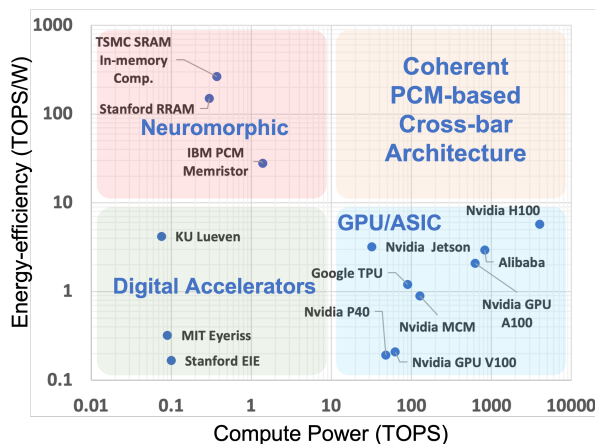 1000
TSMC SRAM
In-memory
Comp.
Coherent
PCM-based
Cross-bar
Architecture
100
Stanford RRAM
Neuromorphic
IBM PCM
Memristor
10
Nvidia H100
GPU/ASIC
KU Lueven
Nvidia Jetson
Alibaba
Google TPU
Digital Accelerators
1
Nvidia GPU
A100
Nvidia P40
Nvidia MCM
MIT Eyeriss
Stanford EIE
Nvidia GPU V100
0.1
0.01 0.1 1 10 100 1000 10000
Compute Power (TOPS)
Energy-efficiency (TOPS/W)